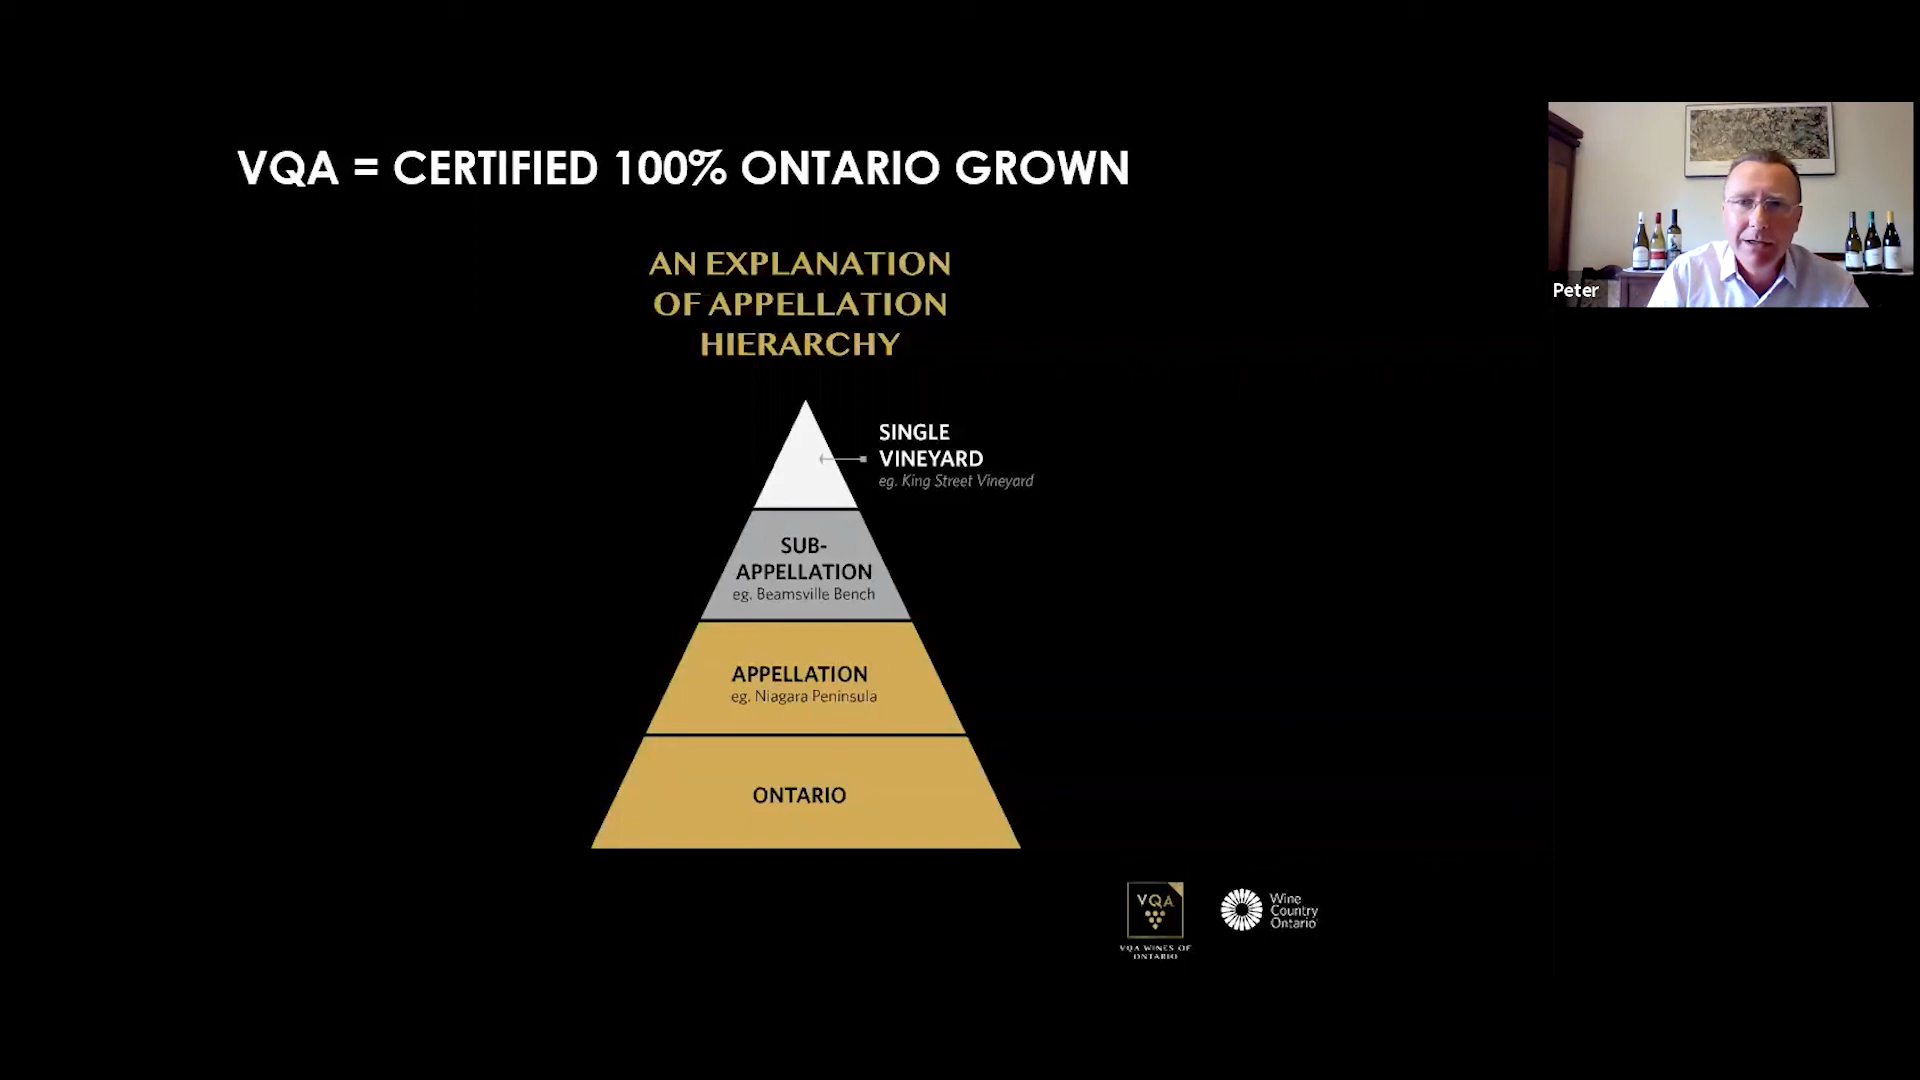 VQA = CERTIFIED 100% ONTARIO GROWN
Peter
AN EXPLANATION
OF APPELLATION
HIERARCHY
SINGLE
VINEYARD
eg. King Street Vineyard
SUB-
APPELLATION
eg. Beamsville Bench
APPELLATION
eg. Niagara Peninsula
ONTARIO
VQA
VQA WINES OF
ONTARIO
Wine
Country
Ontario